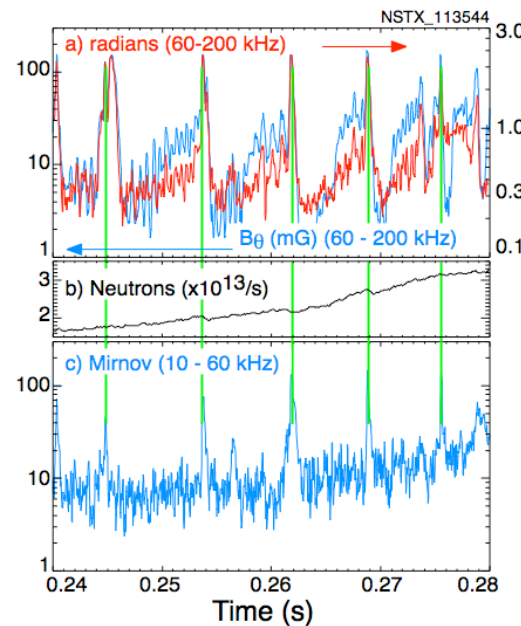 NSTX_113544
a) radians (60-200 kHz)
3.0
100
1.0
10
0.3
Bθ (mG) (60 - 200 kHz)
1
0.1
b) Neutrons (x10¹³/s)
3
2
c) Mirnov (10 - 60 kHz)
100
10
1
0.24 0.25 0.26 0.27 0.28
Time (s)